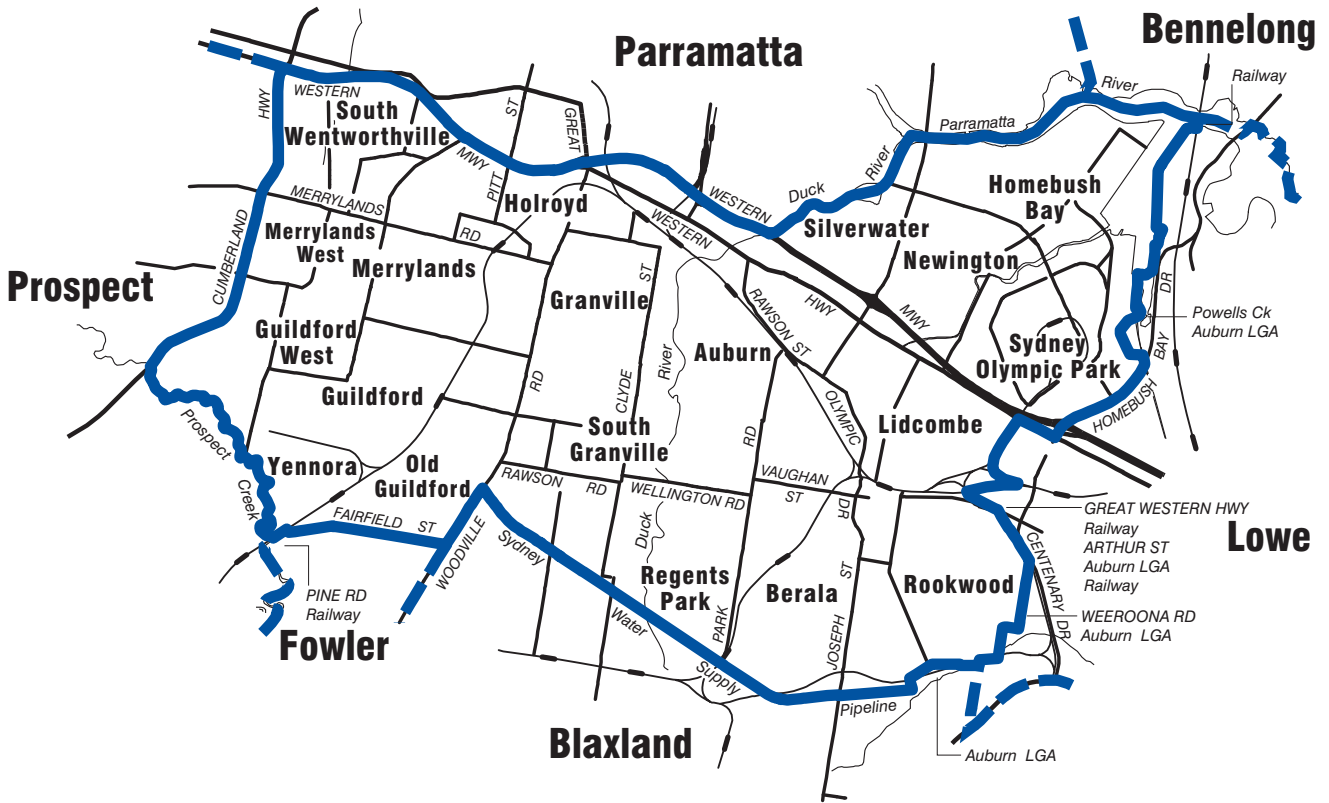 Bennelong
Parramatta
Railway
River
HWY
WESTERN
South
Wentworthville
ST
GREAT
Parramatta
MWY
PITT
River
Duck
Homebush
Bay
MERRYLANDS
Holroyd
WESTERN
WESTERN
Silverwater
RD
Merrylands
West
Merrylands
ST
Newington
CUMBERLAND
Prospect
Granville
RAWSON ST
HWY
MWY
DR
Powells Ck
Auburn LGA
Guildford
West
River
Auburn
Sydney
Olympic Park
BAY
RD
CLYDE
Guildford
OLYMPIC
HOMEBUSH
Prospect
South
Granville
RD
Lidcombe
Yennora
Old
Guildford
RAWSON
RD
WELLINGTON RD
VAUGHAN
ST
DR
Creek
FAIRFIELD ST
WOODVILLE
Sydney
Duck
GREAT WESTERN HWY
Railway
ARTHUR ST
Auburn LGA
Railway
Lowe
CENTENARY DR
Regents
Park
Berala
ST
Rookwood
PINE RD
Railway
Water
PARK
JOSEPH
WEEROONA RD
Auburn LGA
Fowler
Supply
Pipeline
Blaxland
Auburn LGA